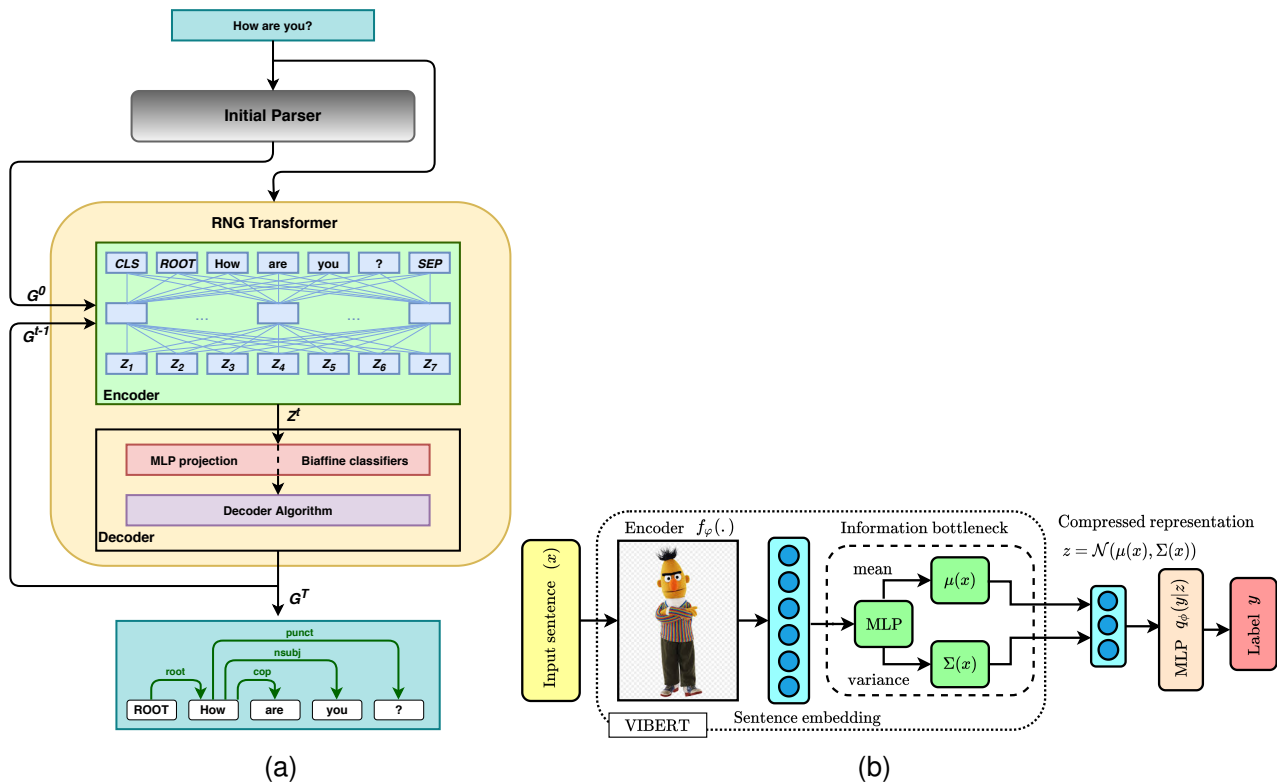 How are you?
Initial Parser
RNG Transformer
CLS ROOT How are you ? SEP
G⁰
... ...
Gᵗ⁻¹
Z₁ Z₂ Z₃ Z₄ Z₅ Z₆ Z₇
Encoder
Zᵗ
MLP projection Biaffine classifiers
Decoder Algorithm
Decoder
Gᵀ
punct
nsubj
root cop
ROOT How are you ?
(a)
Input sentence (x)
Encoder f_φ(.)
Information bottleneck
mean
μ(x)
MLP
Σ(x)
variance
Sentence embedding
VIBERT
Compressed representation
z = 𝒩(μ(x), Σ(x))
MLP q_ϕ(y|z)
Label y
(b)